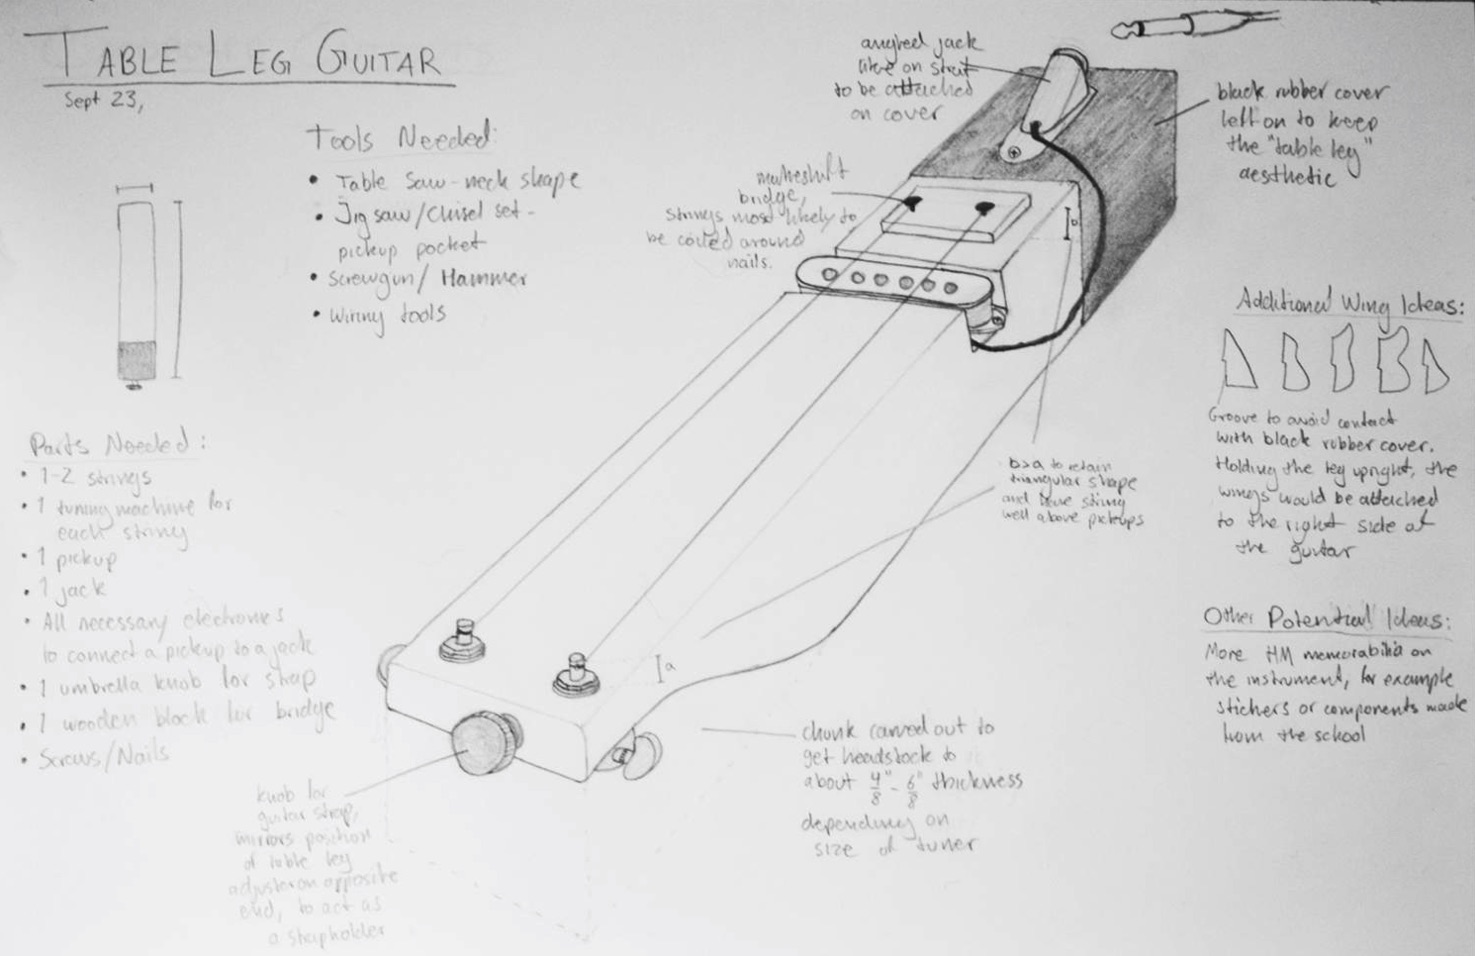 TABLE LEG GUITAR
Sept 23,
Tools Needed:
• Table Saw - neck shape
• Jigsaw/Chisel set -
pickup pocket
• Screwgun/ Hammer
• Wiring tools
Parts Needed:
• 1-2 strings
• 1 tuning machine for
each string
• 1 pickup
• 1 jack
• All necessary electronics
to connect a pickup to a jack
• 1 umbrella knob for strap
• 1 wooden block for bridge
• Screws/Nails
knob for
guitar strap,
mirrors position
of table leg
adjuster on opposite
end, to act as
a strapholder
angled jack
like on strat
to be attached
on cover
makeshift
bridge,
strings most likely to
be coiled around
nails.
black rubber cover
left on to keep
the "table leg"
aesthetic
b
Additional Wing Ideas:
Groove to avoid contact
with black rubber cover.
Holding the leg upright, the
wings would be attached
to the right side of
the guitar
b>a to retain
triangular shape
and have string
well above pickups
a
chunk carved out to
get headstock to
about 4/8" - 6/8" thickness
depending on
size of tuner
Other Potential Ideas:
More HM memorabilia on
the instrument, for example
stickers or components made
from the school